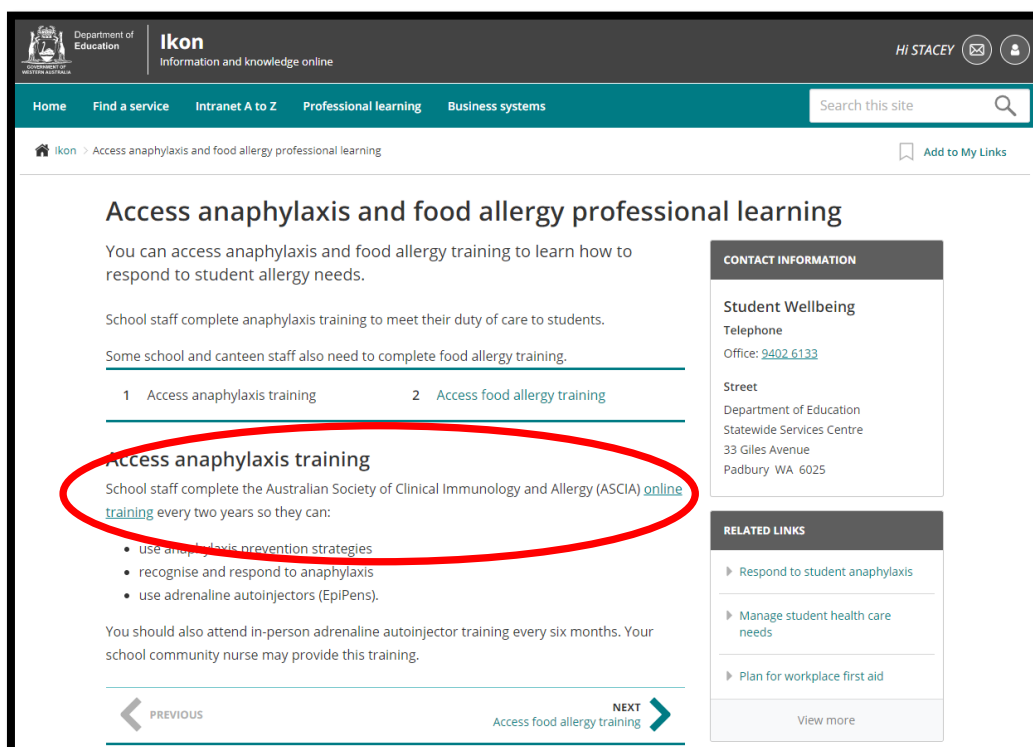 Department of
Education
GOVERNMENT OF
WESTERN AUSTRALIA
Ikon
Information and knowledge online
Hi STACEY
Home Find a service Intranet A to Z Professional learning Business systems
Search this site
Ikon > Access anaphylaxis and food allergy professional learning
Add to My Links
Access anaphylaxis and food allergy professional learning
You can access anaphylaxis and food allergy training to learn how to
respond to student allergy needs.
School staff complete anaphylaxis training to meet their duty of care to students.
Some school and canteen staff also need to complete food allergy training.
1 Access anaphylaxis training 2 Access food allergy training
Access anaphylaxis training
School staff complete the Australian Society of Clinical Immunology and Allergy (ASCIA) online
training every two years so they can:
• use anaphylaxis prevention strategies
• recognise and respond to anaphylaxis
• use adrenaline autoinjectors (EpiPens).
You should also attend in-person adrenaline autoinjector training every six months. Your
school community nurse may provide this training.
PREVIOUS
NEXT
Access food allergy training
CONTACT INFORMATION
Student Wellbeing
Telephone
Office: 9402 6133
Street
Department of Education
Statewide Services Centre
33 Giles Avenue
Padbury WA 6025
RELATED LINKS
Respond to student anaphylaxis
Manage student health care
needs
Plan for workplace first aid
View more